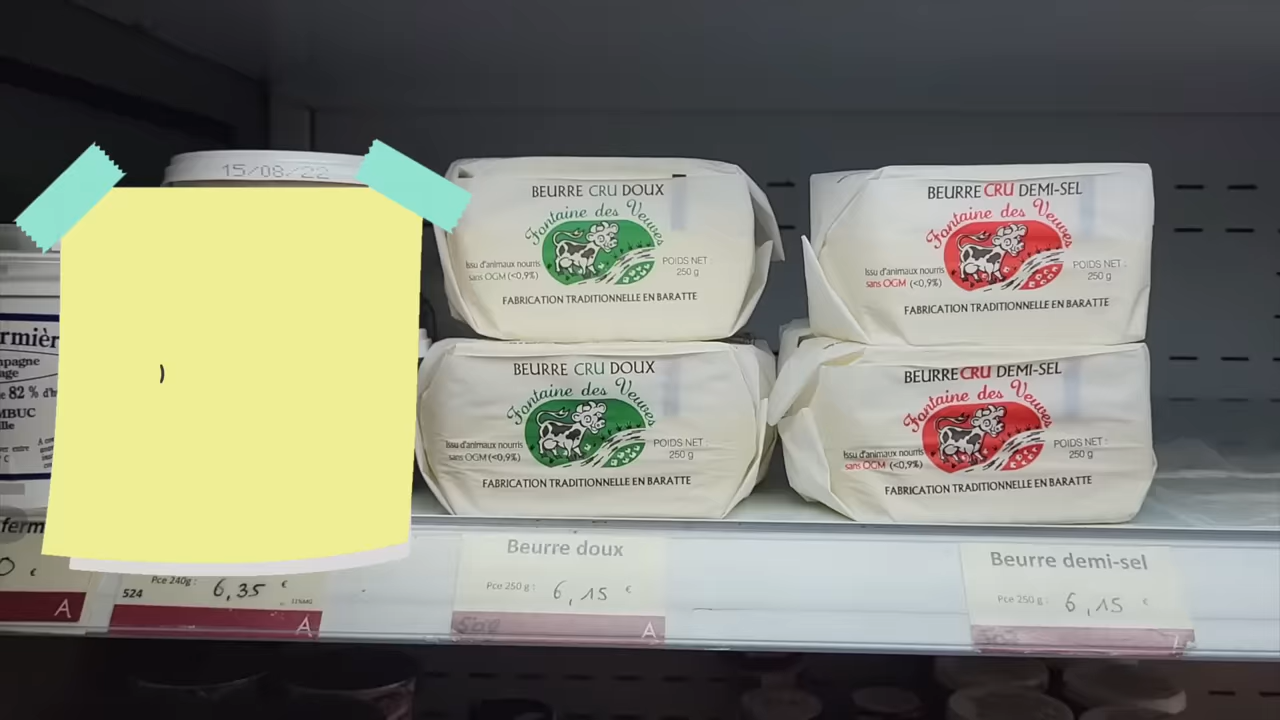 15/08/22
)
rmièr
mpagne
age
e 82 % d'h
MBUC
lle
BEURRE CRU DOUX
Fontaine des Veuves
Issu d'animaux nourris
sans OGM (<0,9%)
POIDS NET :
250 g
FABRICATION TRADITIONNELLE EN BARATTE
BEURRE CRU DEMI-SEL
Fontaine des Veuves
Issu d'animaux nourris
sans OGM (<0,9%)
POIDS NET :
250 g
FABRICATION TRADITIONNELLE EN BARATTE
BEURRE CRU DOUX
Fontaine des Veuves
Issu d'animaux nourris
sans OGM (<0,9%)
POIDS NET :
250 g
FABRICATION TRADITIONNELLE EN BARATTE
BEURRE CRU DEMI-SEL
Fontaine des Veuves
Issu d'animaux nourris
sans OGM (<0,9%)
POIDS NET :
250 g
FABRICATION TRADITIONNELLE EN BARATTE
ferm
0 €
A
Pce 240g : 6,35 €
524
A
Beurre doux
Pce 250 g : 6,15 €
A
Beurre demi-sel
Pce 250 g : 6,15 €